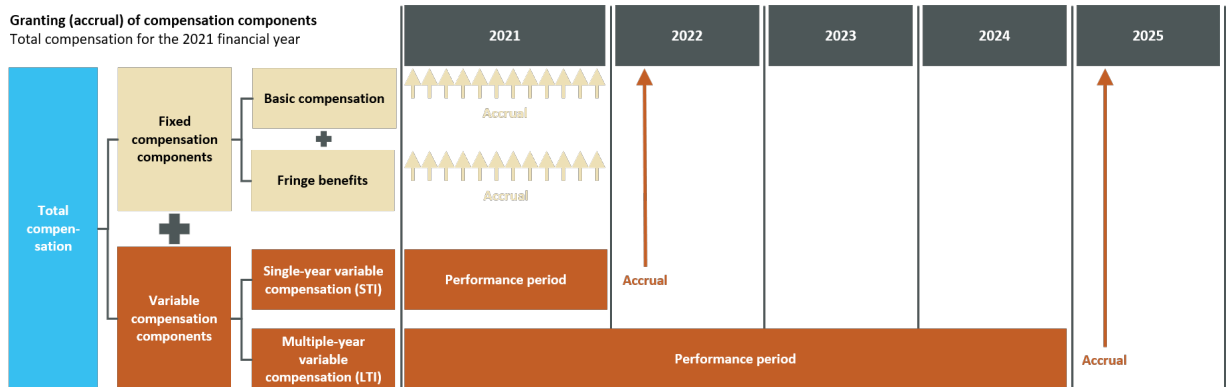 Granting (accrual) of compensation components
Total compensation for the 2021 financial year
2021
2022
2023
2024
2025
Total
compen-
sation
Fixed
compensation
components
Basic compensation
Accrual
Fringe benefits
Accrual
Variable
compensation
components
Single-year variable
compensation (STI)
Performance period
Accrual
Multiple-year
variable
compensation (LTI)
Performance period
Accrual